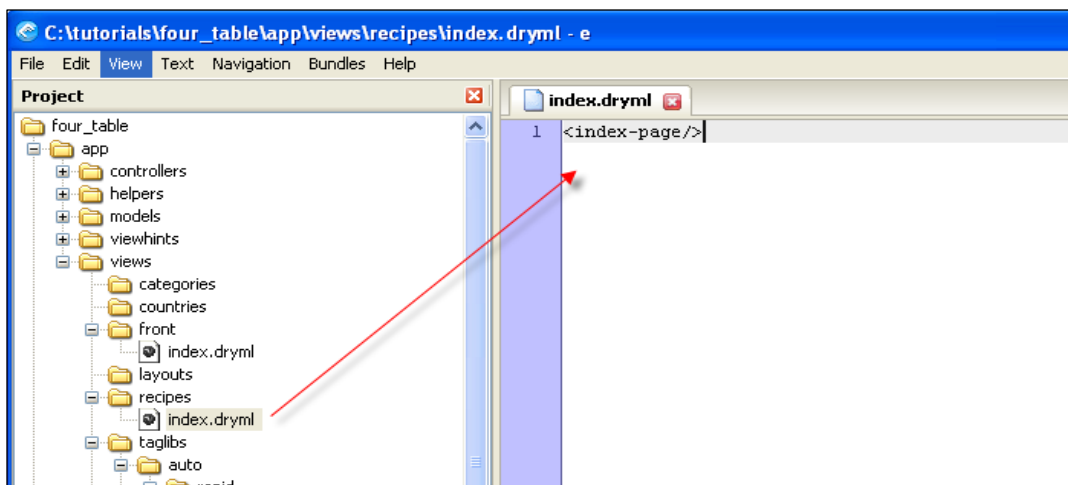 C:\tutorials\four_table\app\views\recipes\index.dryml - e
File Edit View Text Navigation Bundles Help
Project
four_table
app
controllers
helpers
models
viewhints
views
categories
countries
front
index.dryml
layouts
recipes
index.dryml
taglibs
auto
rapid
index.dryml
1 <index-page/>